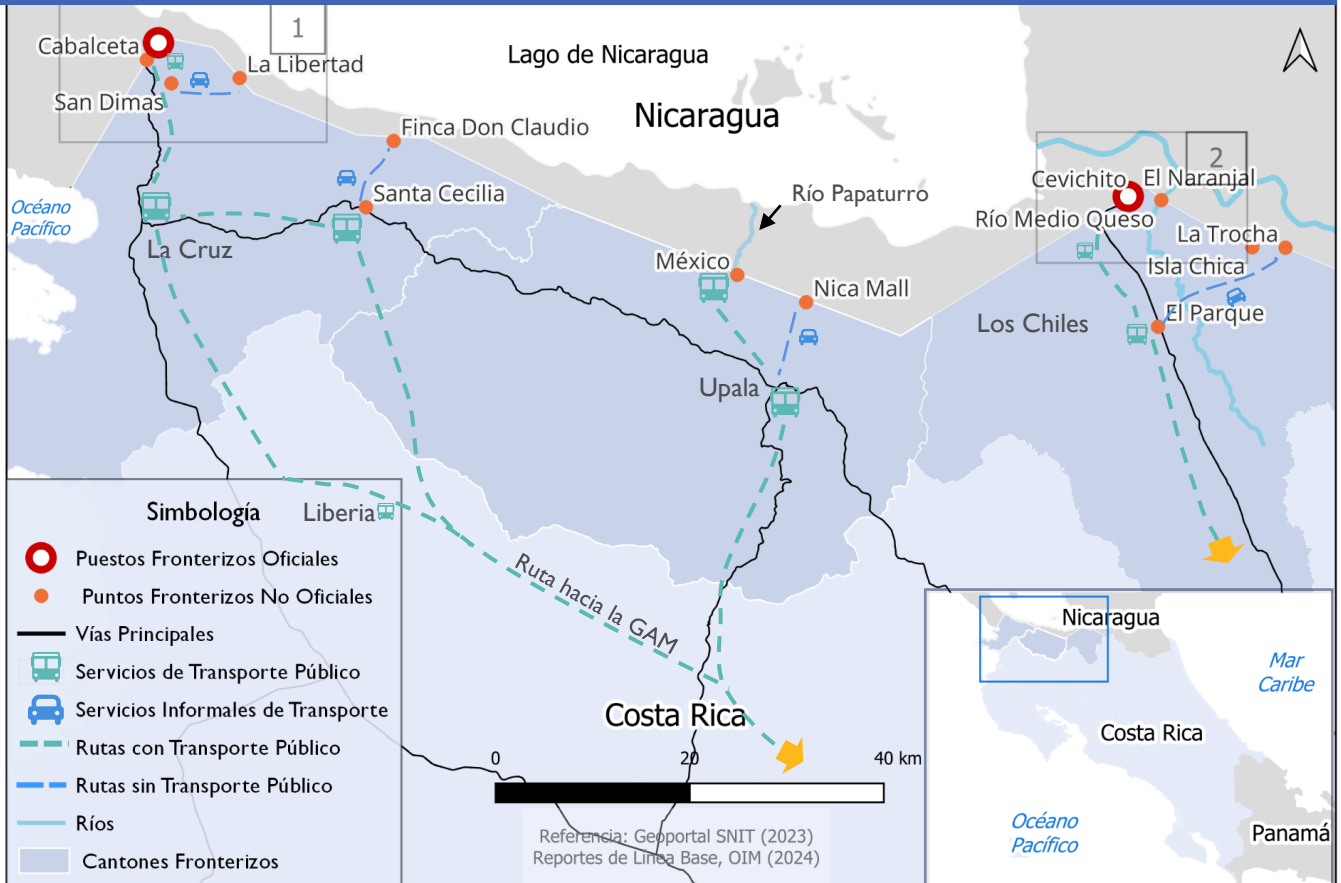 1
Cabalceta
La Libertad
San Dimas
Lago de Nicaragua
Nicaragua
Finca Don Claudio
Santa Cecilia
Océano
Pacífico
La Cruz
Río Papaturro
México
Nica Mall
Upala
2
Cevichito
El Naranjal
Río Medio Queso
La Trocha
Isla Chica
El Parque
Los Chiles
Liberia
Ruta hacia la GAM
Costa Rica
Simbología
Puestos Fronterizos Oficiales
Puntos Fronterizos No Oficiales
Vías Principales
Servicios de Transporte Público
Servicios Informales de Transporte
Rutas con Transporte Público
Rutas sin Transporte Público
Ríos
Cantones Fronterizos
0 20 40 km
Referencia: Geoportal SNIT (2023)
Reportes de Línea Base, OIM (2024)
Nicaragua
Mar
Caribe
Costa Rica
Océano
Pacífico
Panamá